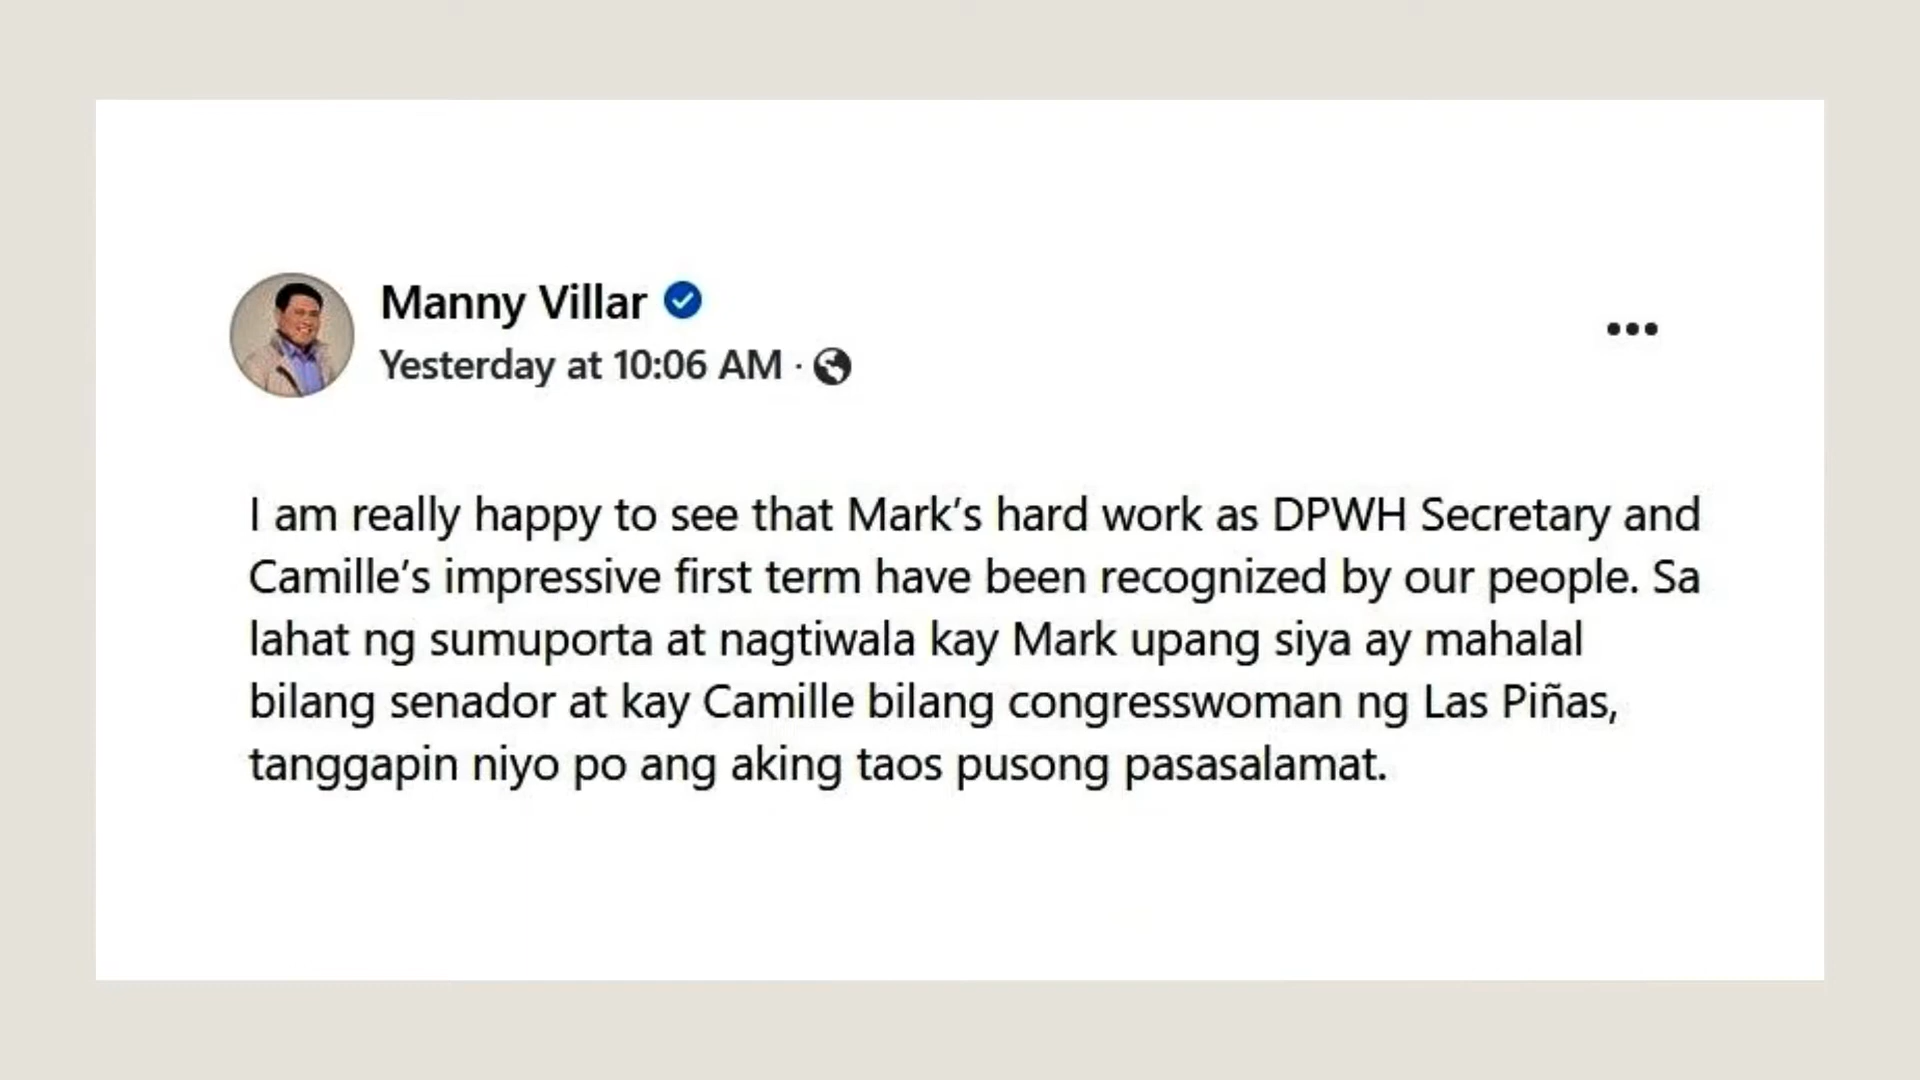 Manny Villar
Yesterday at 10:06 AM ·
I am really happy to see that Mark’s hard work as DPWH Secretary and
Camille’s impressive first term have been recognized by our people. Sa
lahat ng sumuporta at nagtiwala kay Mark upang siya ay mahalal
bilang senador at kay Camille bilang congresswoman ng Las Piñas,
tanggapin niyo po ang aking taos pusong pasasalamat.